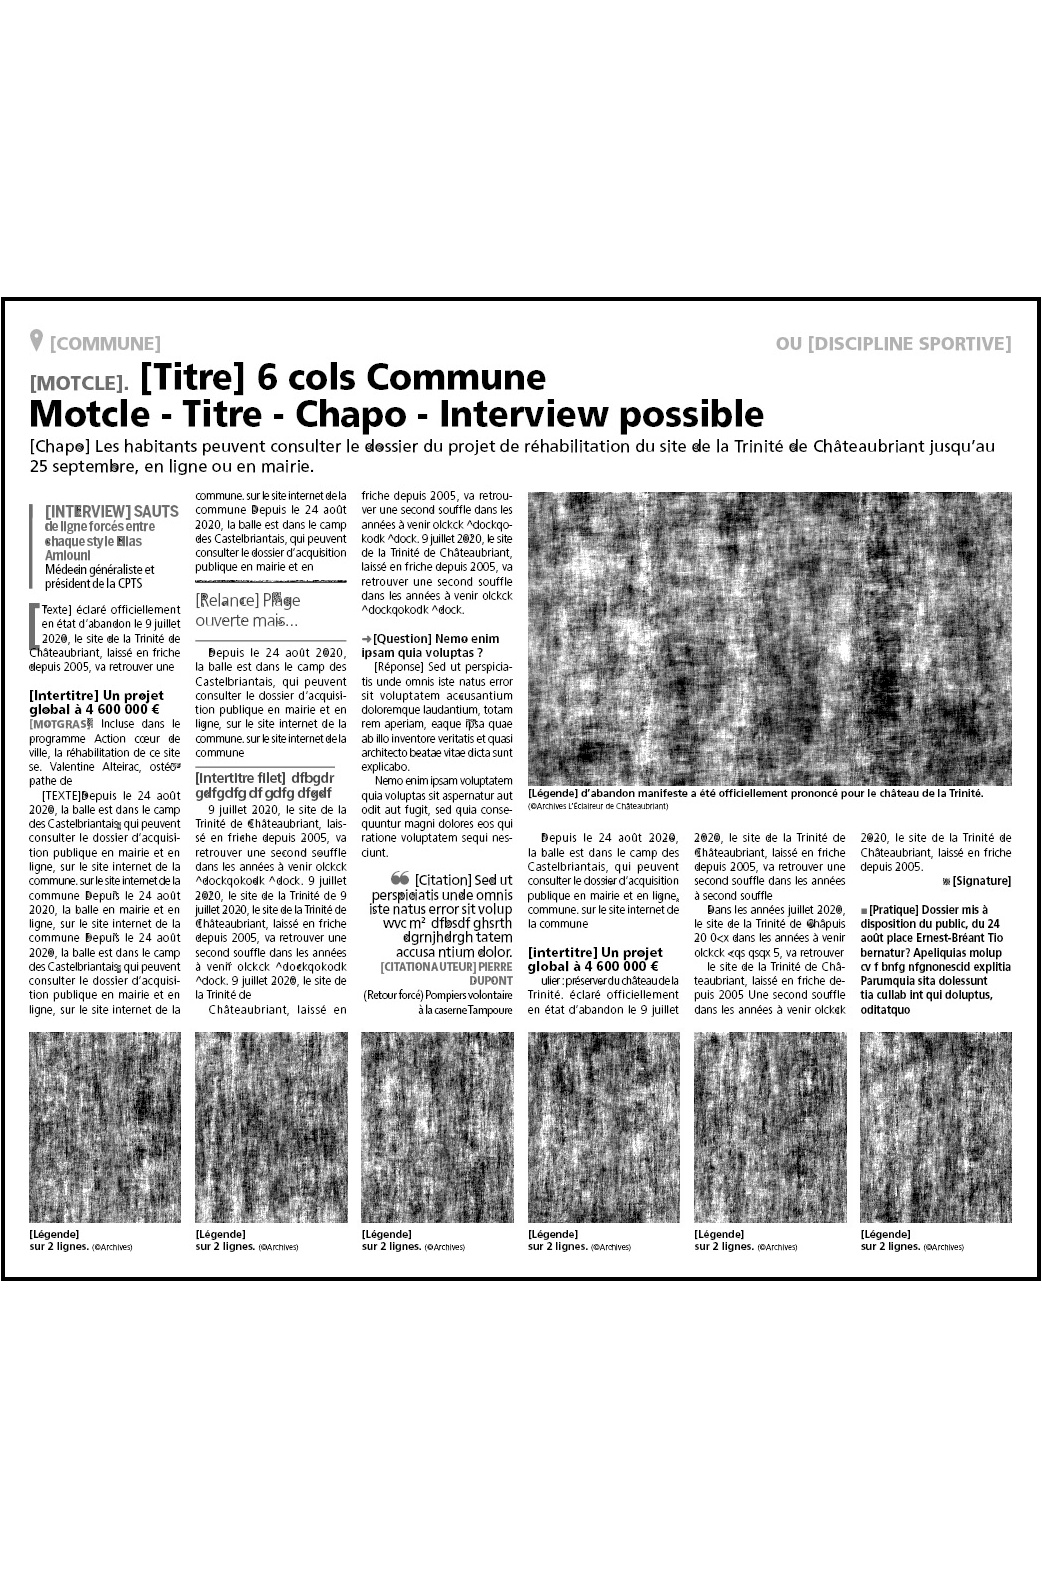 [COMMUNE]
OU [DISCIPLINE SPORTIVE]
[MOTCLE]. [Titre] 6 cols Commune
Motcle - Titre - Chapo - Interview possible
[Chapo] Les habitants peuvent consulter le dossier du projet de réhabilitation du site de la Trinité de Châteaubriant jusqu'au
25 septembre, en ligne ou en mairie.
[INTERVIEW] SAUTS
de ligne forcés entre
chaque style Elias
Amlouni
Médecin généraliste et
président de la CPTS
[Texte] éclaré officiellement
en état d'abandon le 9 juillet
2020, le site de la Trinité de
Châteaubriant, laissé en friche
depuis 2005, va retrouver une
[Intertitre] Un projet
global à 4 600 000 €
[MOTGRAS] Incluse dans le
programme Action cœur de
ville, la réhabilitation de ce site
se. Valentine Alteirac, ostéo-
pathe de
[TEXTE]Depuis le 24 août
2020, la balle est dans le camp
des Castelbriantais, qui peuvent
consulter le dossier d'acquisi-
tion publique en mairie et en
ligne, sur le site internet de la
commune. sur le site internet de la
commune Depuis le 24 août
2020, la balle en mairie et en
ligne, sur le site internet de la
commune Depuis le 24 août
2020, la balle est dans le camp
des Castelbriantais, qui peuvent
consulter le dossier d'acquisi-
tion publique en mairie et en
ligne, sur le site internet de la
commune. sur le site internet de la
commune Depuis le 24 août
2020, la balle est dans le camp
des Castelbriantais, qui peuvent
consulter le dossier d'acquisition
publique en mairie et en
[Relance] Plage
ouverte mais...
Depuis le 24 août 2020,
la balle est dans le camp des
Castelbriantais, qui peuvent
consulter le dossier d'acquisi-
tion publique en mairie et en
ligne, sur le site internet de la
commune. sur le site internet de la
commune
[Intertitre filet] dfbgdr
gdfgdfg df gdfg dfgdf
9 juillet 2020, le site de la
Trinité de Châteaubriant, lais-
sé en friche depuis 2005, va
retrouver une second souffle
dans les années à venir olckck
^dockqokodk ^dock. 9 juillet
2020, le site de la Trinité de 9
juillet 2020, le site de la Trinité de
Châteaubriant, laissé en friche
depuis 2005, va retrouver une
second souffle dans les années
à venir olckck ^dockqokodk
^dock. 9 juillet 2020, le site de
la Trinité de
Châteaubriant, laissé en
friche depuis 2005, va retrou-
ver une second souffle dans les
années à venir olckck ^dockqo-
kodk ^dock. 9 juillet 2020, le site
de la Trinité de Châteaubriant,
laissé en friche depuis 2005, va
retrouver une second souffle
dans les années à venir olckck
^dockqokodk ^dock.
➔[Question] Nemo enim
ipsam quia voluptas ?
[Réponse] Sed ut perspicia-
tis unde omnis iste natus error
sit voluptatem accusantium
doloremque laudantium, totam
rem aperiam, eaque ipsa quae
ab illo inventore veritatis et quasi
architecto beatae vitae dicta sunt
explicabo.
Nemo enim ipsam voluptatem
quia voluptas sit aspernatur aut
odit aut fugit, sed quia conse-
quuntur magni dolores eos qui
ratione voluptatem sequi nes-
ciunt.
❝ [Citation] Sed ut
perspiciatis unde omnis
iste natus error sit volup
wvc m² dfbsdf ghsrth
dgrnjhdrgh tatem
accusa ntium dolor.
[CITATIONAUTEUR] PIERRE
DUPONT
(Retour forcé) Pompiers volontaire
à la caserne Tampoure
[Légende] d'abandon manifeste a été officiellement prononcé pour le château de la Trinité.
(©Archives L'Éclaireur de Châteaubriant)
Depuis le 24 août 2020,
la balle est dans le camp des
Castelbriantais, qui peuvent
consulter le dossier d'acquisition
publique en mairie et en ligne,
commune. sur le site internet de
la commune
[intertitre] Un projet
global à 4 600 000 €
ulier : préserver du château de la
Trinité. éclaré officiellement
en état d'abandon le 9 juillet
2020, le site de la Trinité de
Châteaubriant, laissé en friche
depuis 2005, va retrouver une
second souffle dans les années
à second souffle
Dans les années juillet 2020,
le site de la Trinité de Châpuis
20 0<x dans les années à venir
olckck <qs qsqx 5, va retrouver
le site de la Trinité de Châ-
teaubriant, laissé en friche de-
puis 2005 Une second souffle
dans les années à venir olckck
2020, le site de la Trinité de
Châteaubriant, laissé en friche
depuis 2005.
[Signature]
■ [Pratique] Dossier mis à
disposition du public, du 24
août place Ernest-Bréant Tio
bernatur? Apeliquias molup
cv f bnfg nfgnonescid explitia
Parumquia sita dolessunt
tia cullab int qui doluptus,
oditatquo
[Légende]
sur 2 lignes. (©Archives)
[Légende]
sur 2 lignes. (©Archives)
[Légende]
sur 2 lignes. (©Archives)
[Légende]
sur 2 lignes. (©Archives)
[Légende]
sur 2 lignes. (©Archives)
[Légende]
sur 2 lignes. (©Archives)